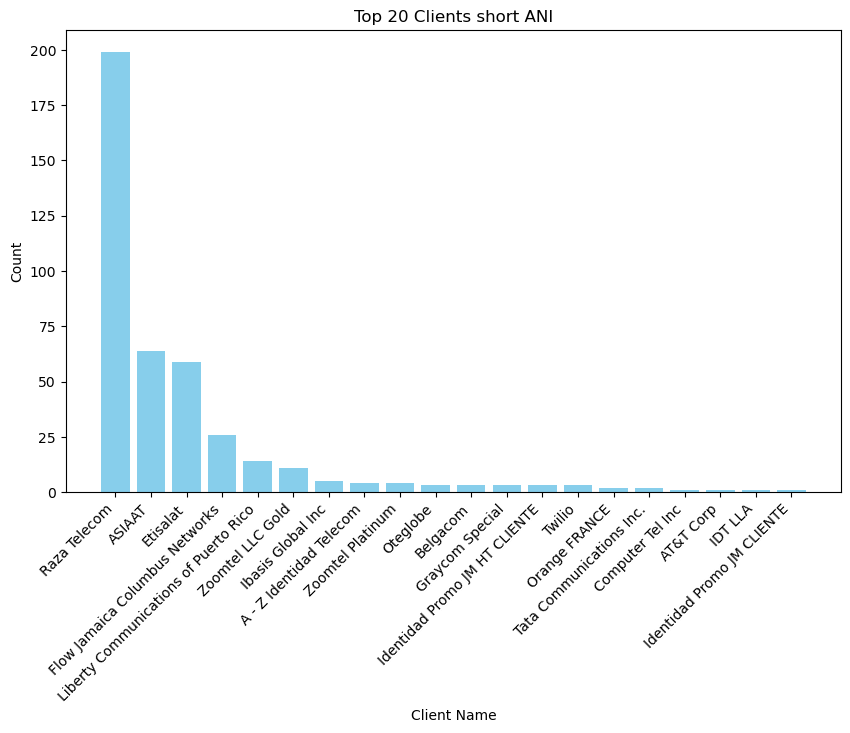 Top 20 Clients short ANI
Count
200
175
150
125
100
75
50
25
0
Raza Telecom
ASIAAT
Etisalat
Flow Jamaica Columbus Networks
Liberty Communications of Puerto Rico
Zoomtel LLC Gold
Ibasis Global Inc
A - Z Identidad Telecom
Zoomtel Platinum
Oteglobe
Belgacom
Graycom Special
Identidad Promo JM HT CLIENTE
Twilio
Orange FRANCE
Tata Communications Inc.
Computer Tel Inc
AT&T Corp
IDT LLA
Identidad Promo JM CLIENTE
Client Name